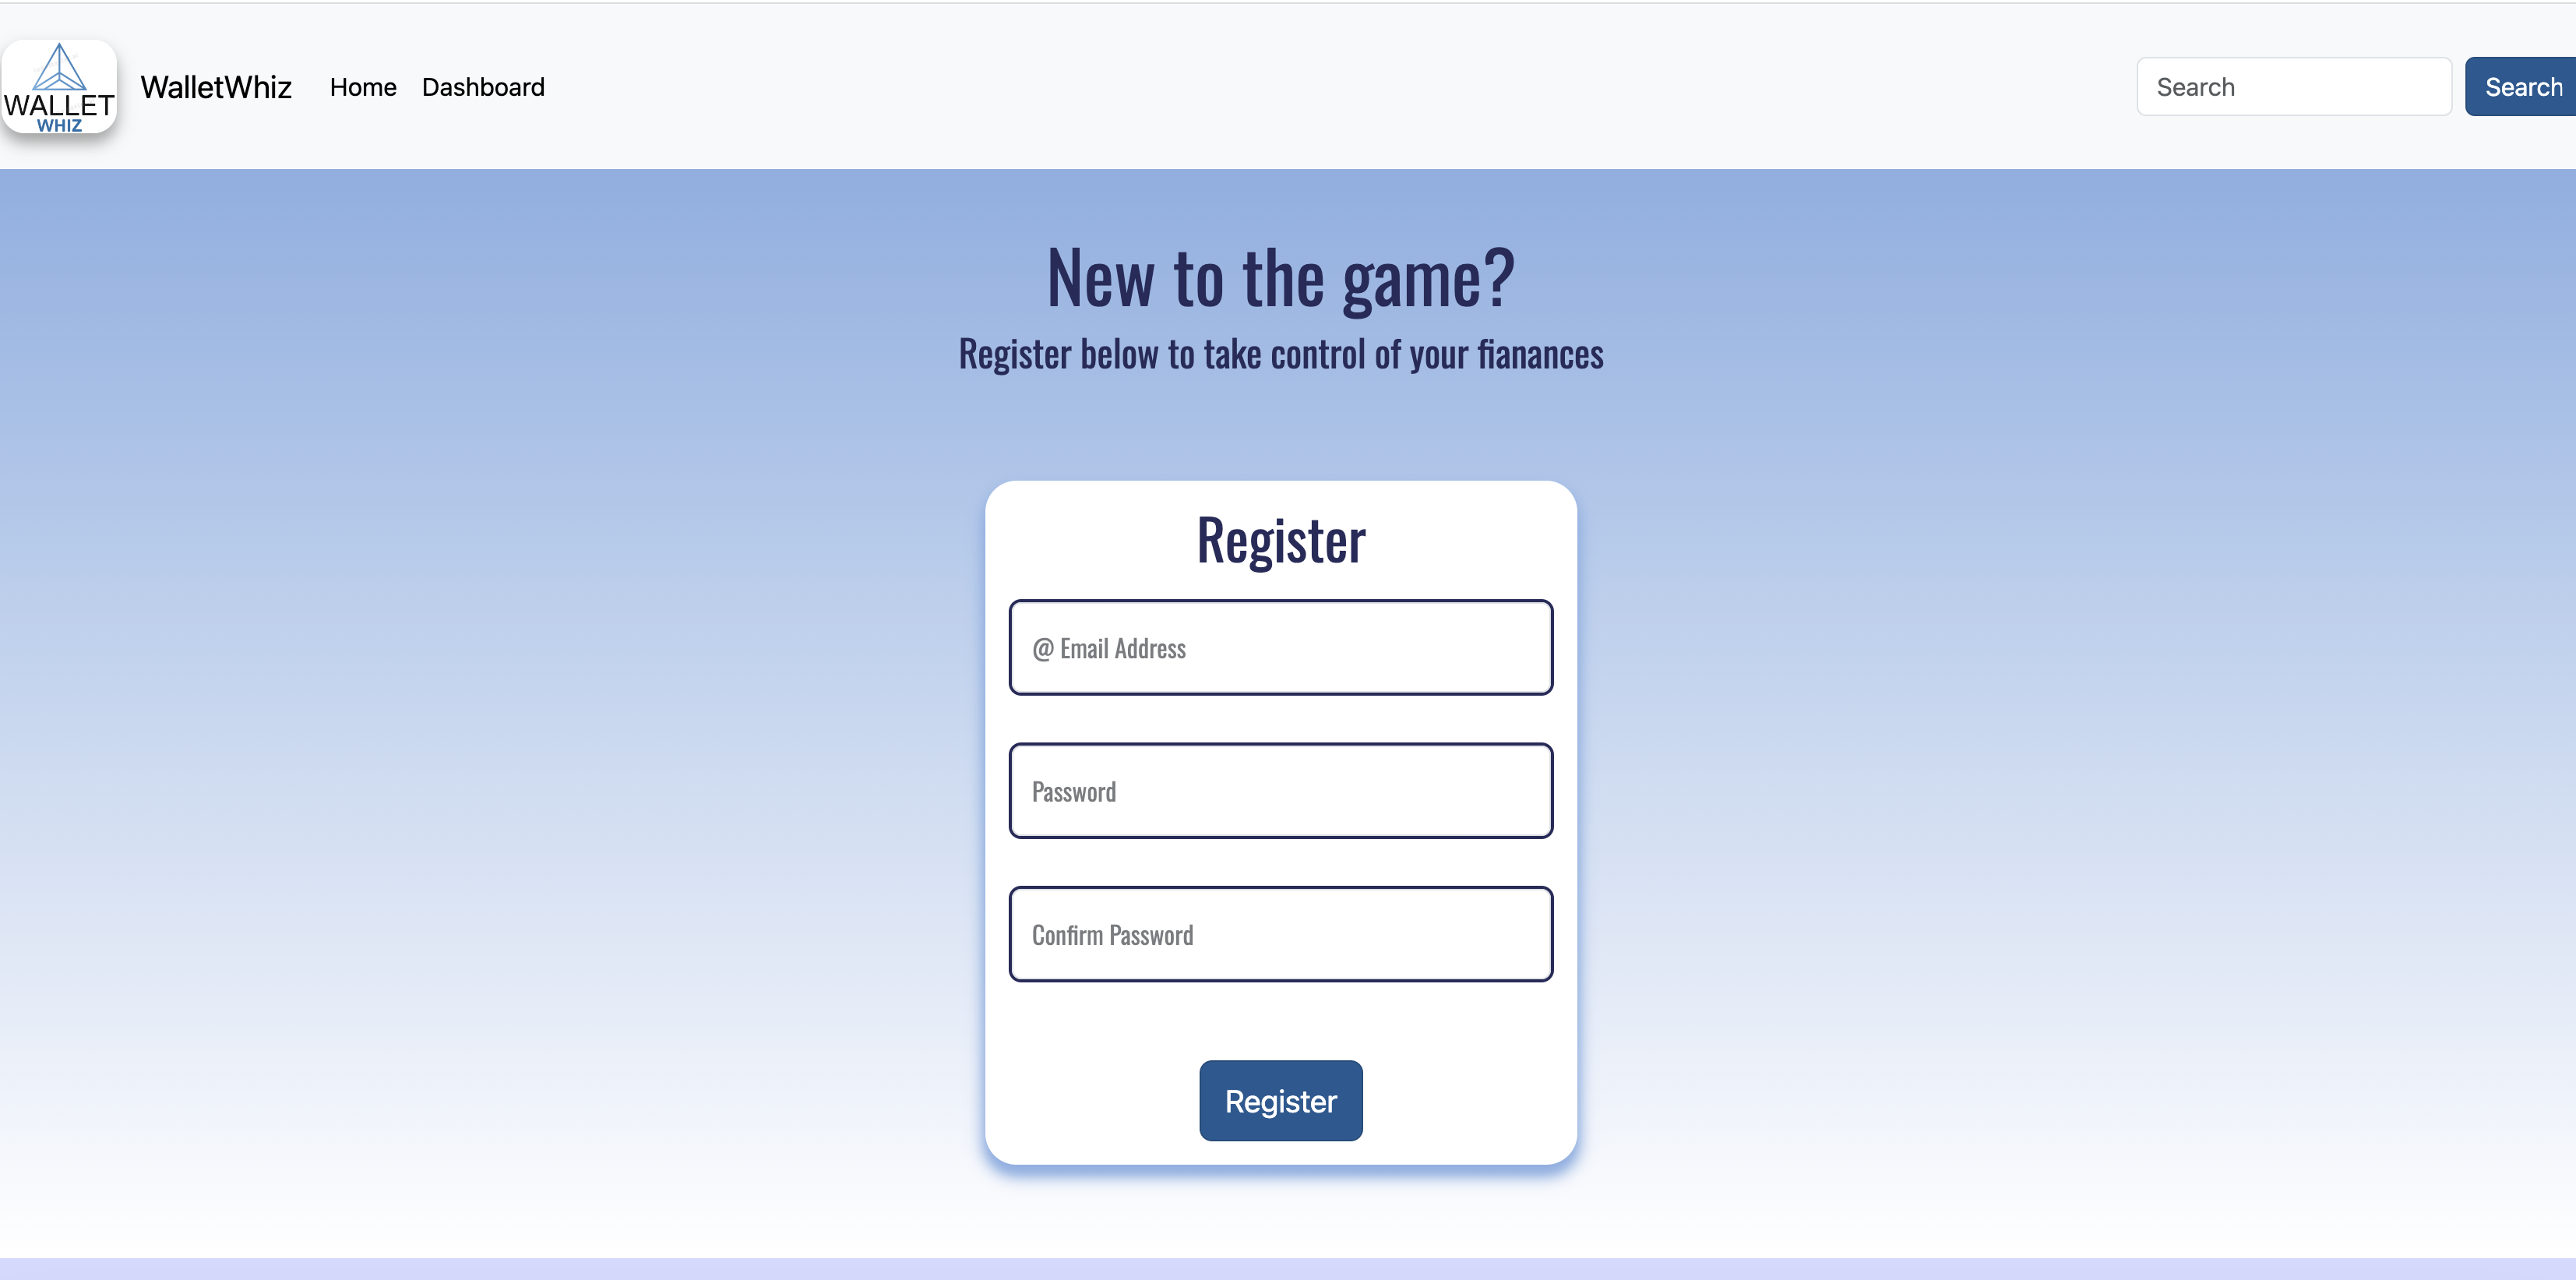 WALLET
WHIZ
WalletWhiz Home Dashboard Search Search
New to the game?
Register below to take control of your fianances
Register
@ Email Address
Password
Confirm Password
Register